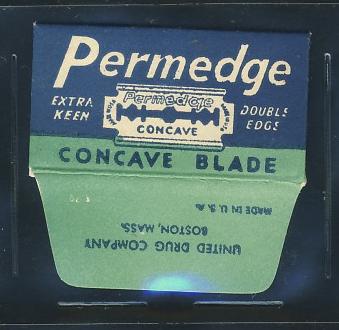 Permedge
EXTRA
KEEN
Permedge
CONCAVE
DOUBLE
EDGE
CONCAVE BLADE
UNITED DRUG COMPANY
BOSTON, MASS.
MADE IN U.S.A.